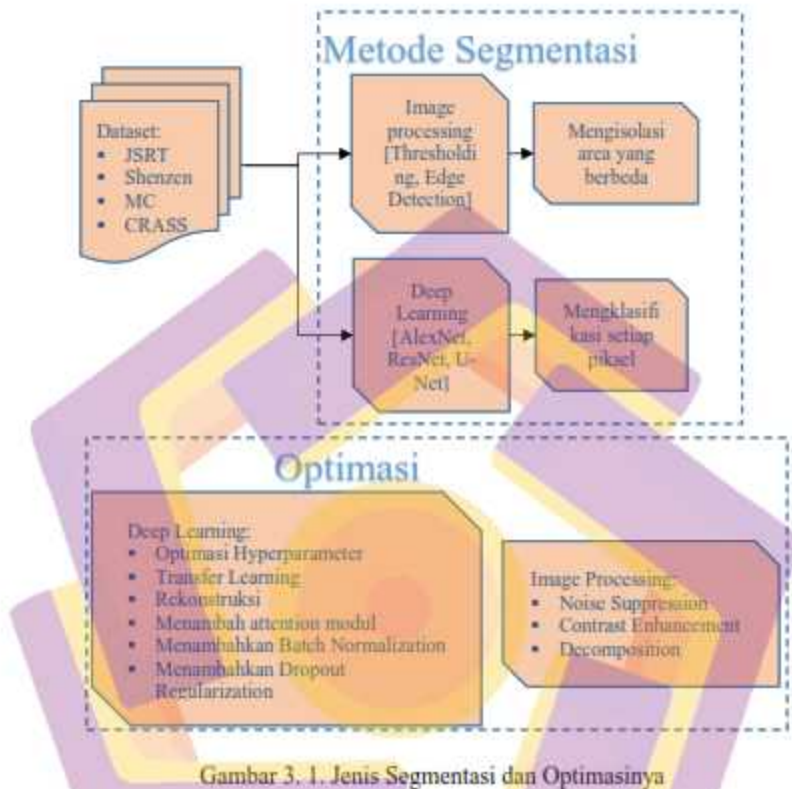 Metode Segmentasi
Dataset:
▪ JSRT
▪ Shenzen
▪ MC
▪ CRASS
Image
processing
[Thresholdi
ng, Edge
Detection]
Mengisolasi
area yang
berbeda
Deep
Learning
[AlexNet,
ResNet, U-
Net]
Mengklasifi
kasi setiap
piksel
Optimasi
Deep Learning:
▪ Optimasi Hyperparameter
▪ Transfer Learning
▪ Rekonstruksi
▪ Menambah attention modul
▪ Menambahkan Batch Normalization
▪ Menambahkan Dropout
Regularization
Image Processing:
▪ Noise Suppression
▪ Contrast Enhancement
▪ Decomposition
Gambar 3. 1. Jenis Segmentasi dan Optimasinya